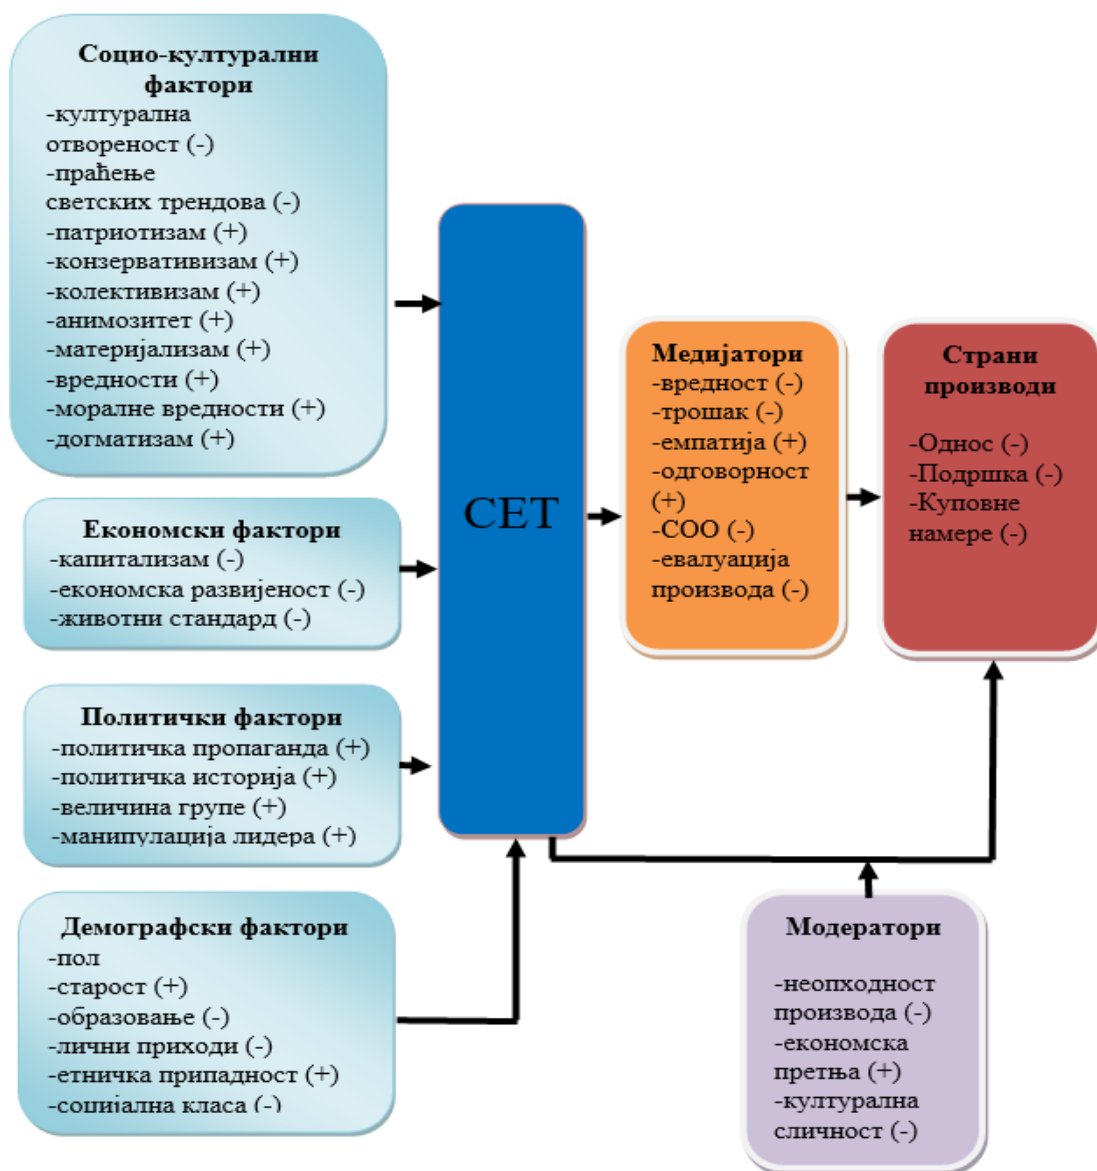 Социо-културални
фактори
-културална
отвореност (-)
-праћење
светских трендова (-)
-патриотизам (+)
-конзервативизам (+)
-колективизам (+)
-анимозитет (+)
-материјализам (+)
-вредности (+)
-моралне вредности (+)
-догматизам (+)
Економски фактори
-капитализам (-)
-економска развијеност (-)
-животни стандард (-)
Политички фактори
-политичка пропаганда (+)
-политичка историја (+)
-величина групе (+)
-манипулација лидера (+)
Демографски фактори
-пол
-старост (+)
-образовање (-)
-лични приходи (-)
-етничка припадност (+)
-социјална класа (-)
CET
Медијатори
-вредност (-)
-трошак (-)
-емпатија (+)
-одговорност
(+)
-COO (-)
-евалуација
производа (-)
Страни
производи
-Однос (-)
-Подршка (-)
-Куповне
намере (-)
Модератори
-неопходност
производа (-)
-економска
претња (+)
-културална
сличност (-)